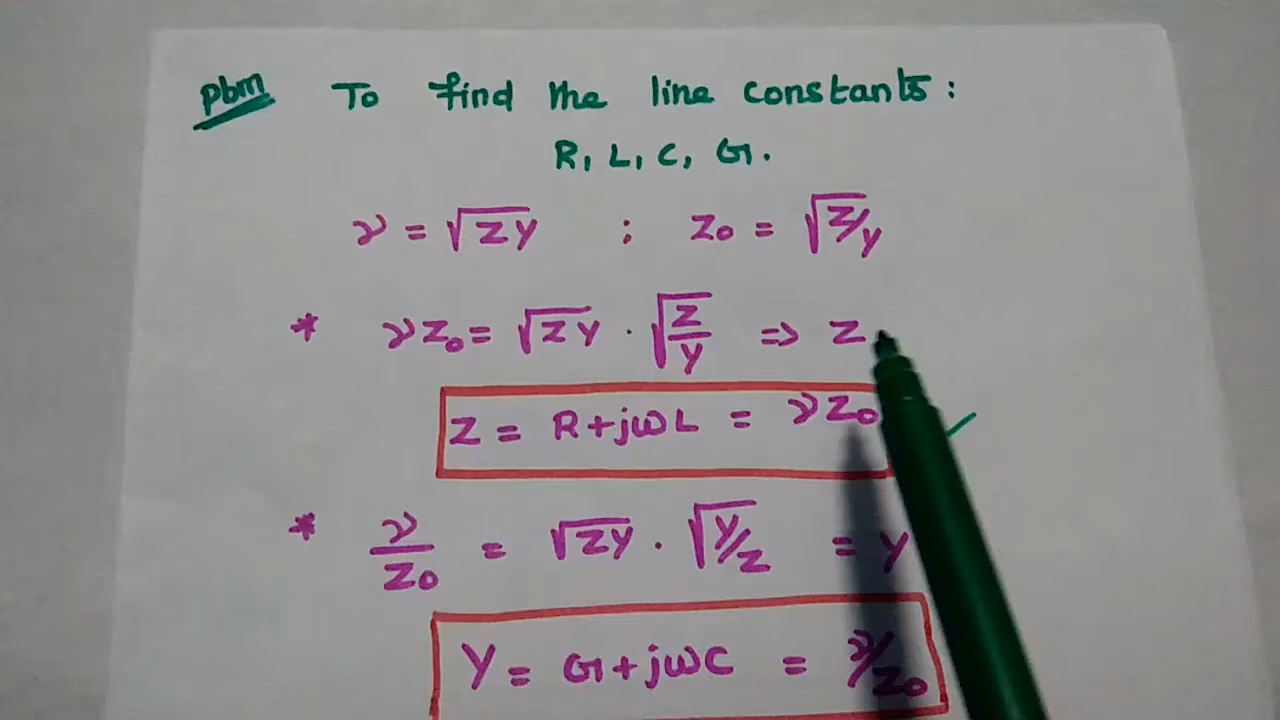 Pbm To find the line constants:
R, L, C, G.
γ = √ZY ; Z₀ = √Z/Y
* γZ₀ = √ZY · √Z/Y ⇒ Z
Z = R+jωL = γZ₀
* γ/Z₀ = √ZY · √Y/Z = Y
Y = G+jωC = γ/Z₀